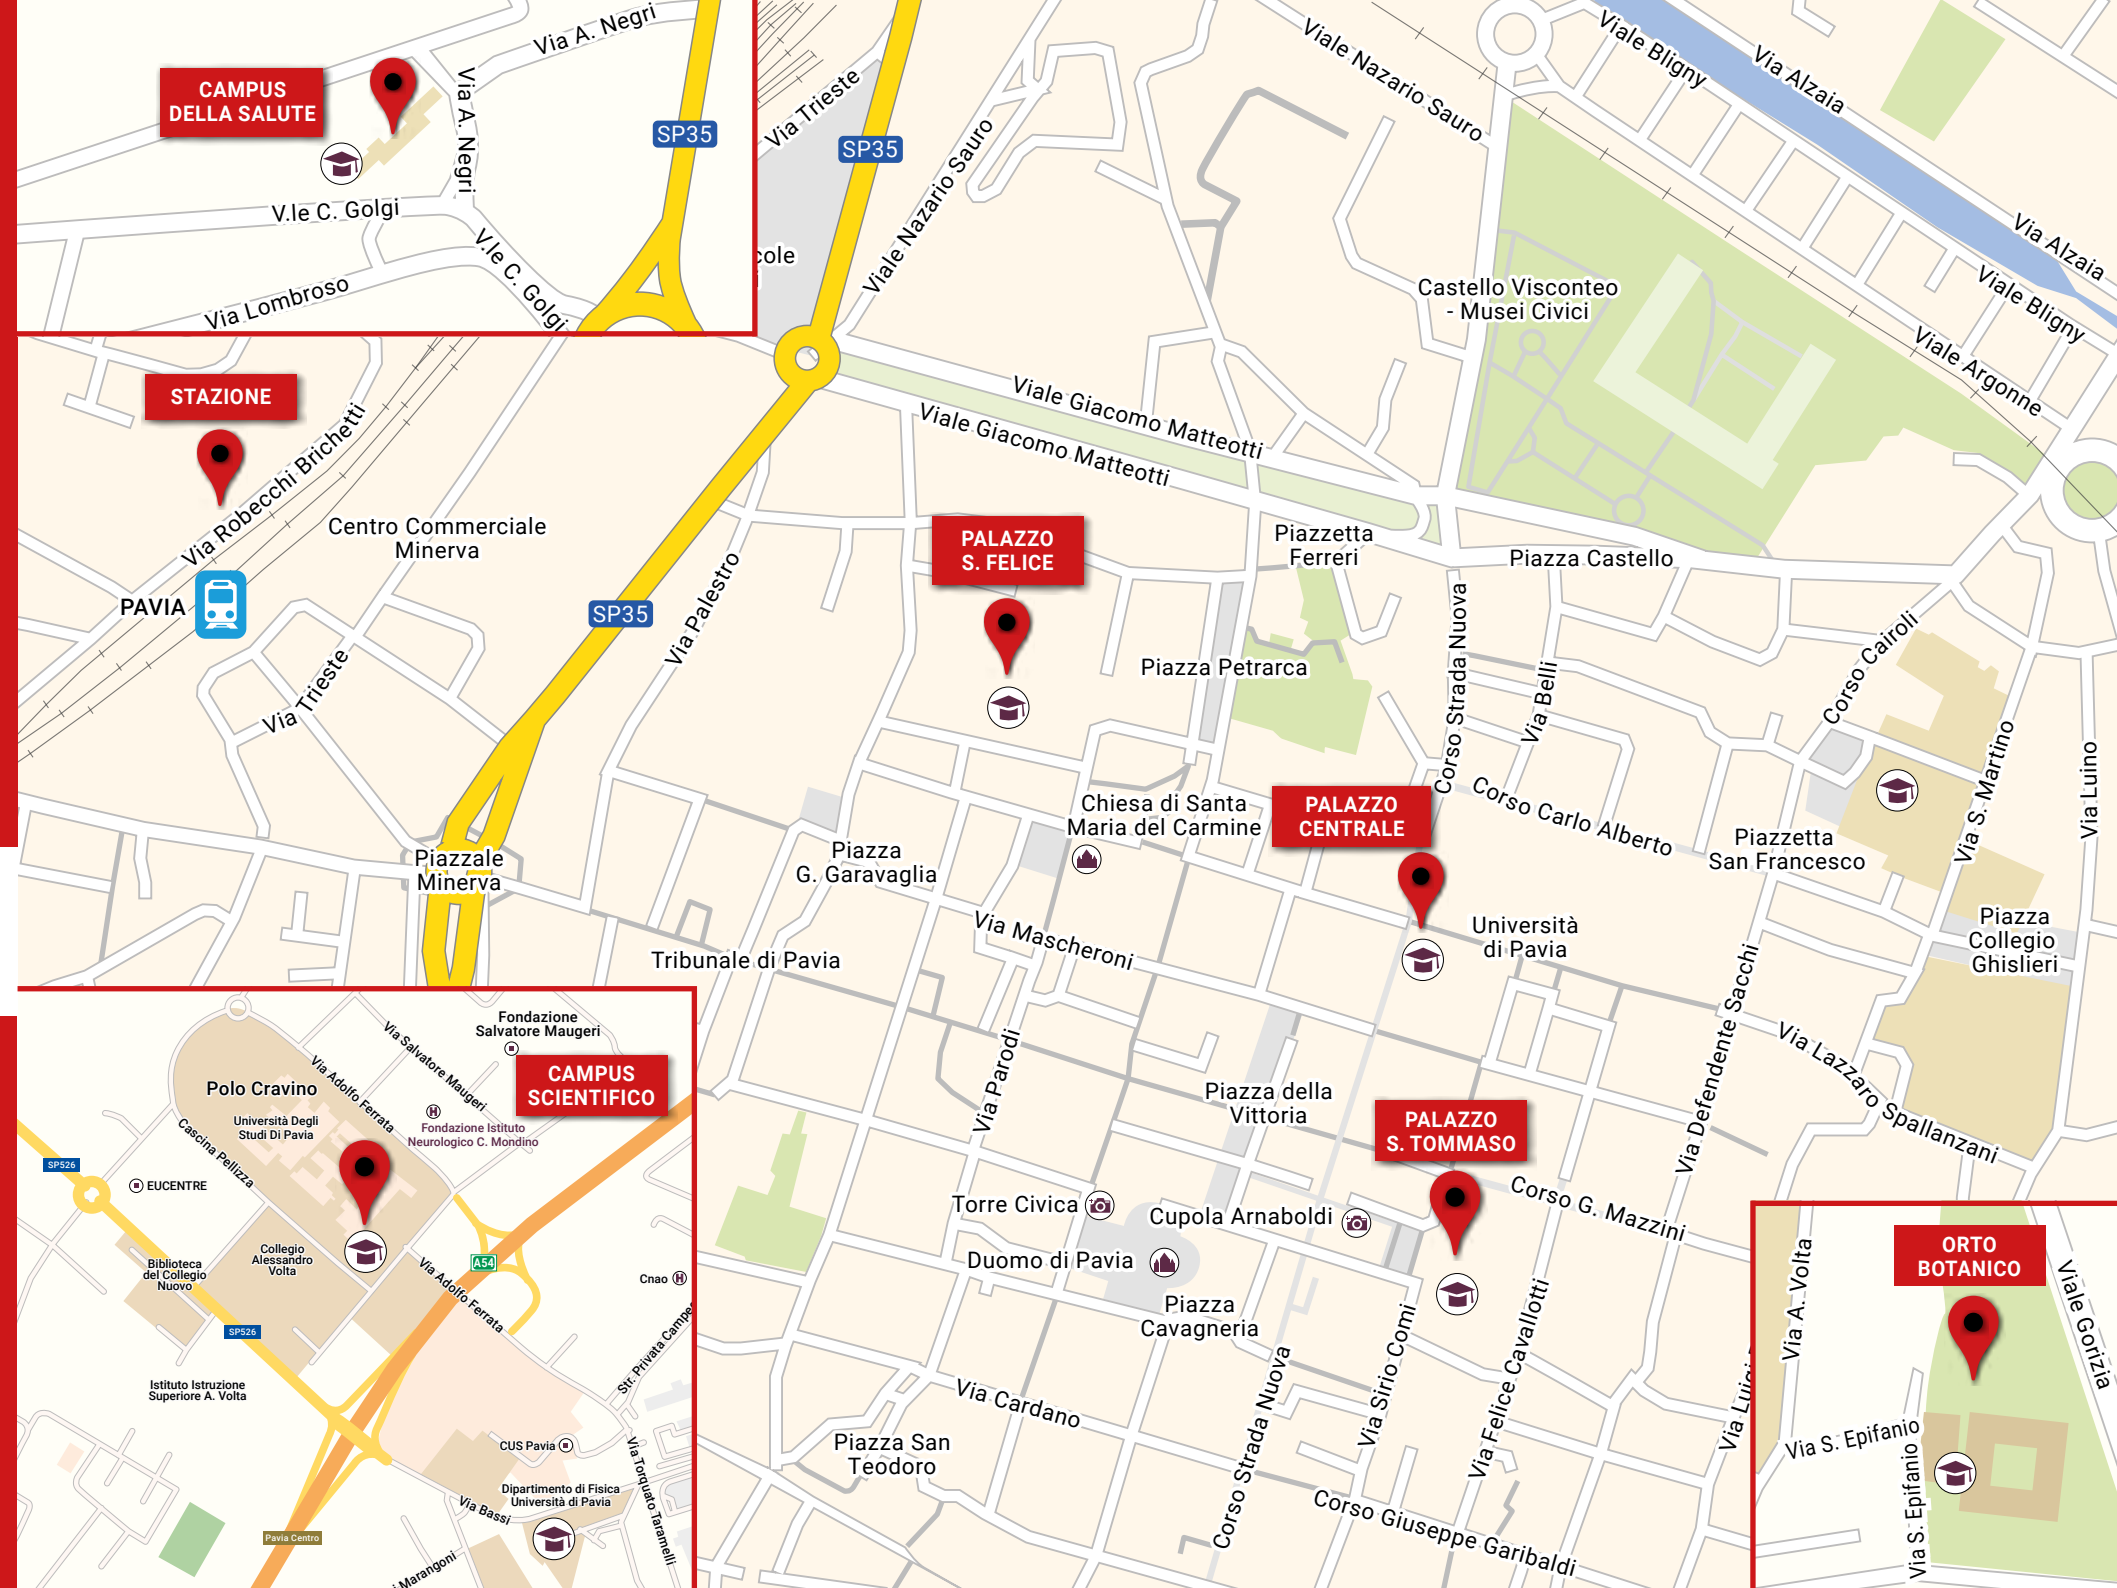 Via A. Negri
CAMPUS
DELLA SALUTE
Via A. Negri
SP35
V.le C. Golgi
V.le C. Golgi
Via Lombroso
Via Trieste
SP35
Viale Nazario Sauro
Viale Nazario Sauro
Viale Bligny
Via Alzaia
Via Alzaia
Viale Bligny
Viale Argonne
cole
Castello Visconteo
- Musei Civici
STAZIONE
Via Robecchi Brichetti
Centro Commerciale
Minerva
PAVIA
SP35
Via Trieste
Via Palestro
Viale Giacomo Matteotti
Viale Giacomo Matteotti
PALAZZO
S. FELICE
Piazzetta
Ferreri
Piazza Castello
Piazza Petrarca
Corso Strada Nuova
Via Belli
Corso Cairoli
Via S. Martino
Via Luino
Chiesa di Santa
Maria del Carmine
PALAZZO
CENTRALE
Corso Carlo Alberto
Piazzetta
San Francesco
Piazzale
Minerva
Piazza
G. Garavaglia
Via Mascheroni
Università
di Pavia
Piazza
Collegio
Ghislieri
Tribunale di Pavia
Via Defendente Sacchi
Via Lazzaro Spallanzani
Via Parodi
Piazza della
Vittoria
PALAZZO
S. TOMMASO
Torre Civica
Cupola Arnaboldi
Corso G. Mazzini
Duomo di Pavia
Piazza
Cavagneria
Via Cardano
Piazza San
Teodoro
Corso Strada Nuova
Via Sirio Comi
Via Felice Cavallotti
Corso Giuseppe Garibaldi
Via Luigi
Fondazione
Salvatore Maugeri
Via Salvatore Maugeri
CAMPUS
SCIENTIFICO
Via Adolfo Ferrata
Polo Cravino
Università Degli
Studi Di Pavia
H
Fondazione Istituto
Neurologico C. Mondino
Cascina Pellizza
SP526
EUCENTRE
Collegio
Alessandro
Volta
Biblioteca
del Collegio
Nuovo
A54
Via Adolfo Ferrata
Cnao H
SP526
Str. Privata Campe
Istituto Istruzione
Superiore A. Volta
CUS Pavia
Via Torquato Taramelli
Dipartimento di Fisica
Università di Pavia
Via Bassi
Pavia Centro
i Marangoni
ORTO
BOTANICO
Via A. Volta
Viale Gorizia
Via S. Epifanio
Via S. Epifanio